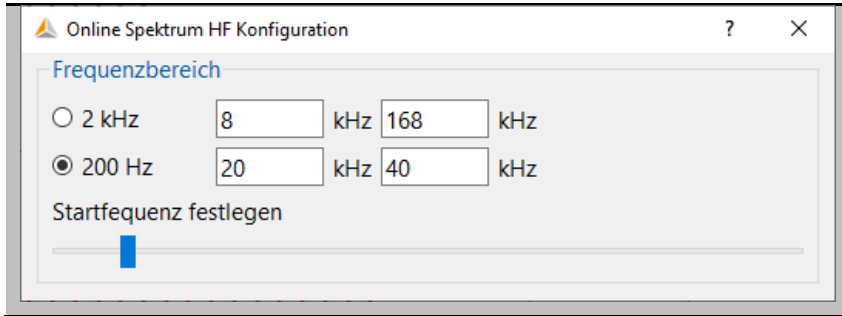 Online Spektrum HF Konfiguration ?
Frequenzbereich
2 kHz 8 kHz 168 kHz
200 Hz 20 kHz 40 kHz
Startfequenz festlegen